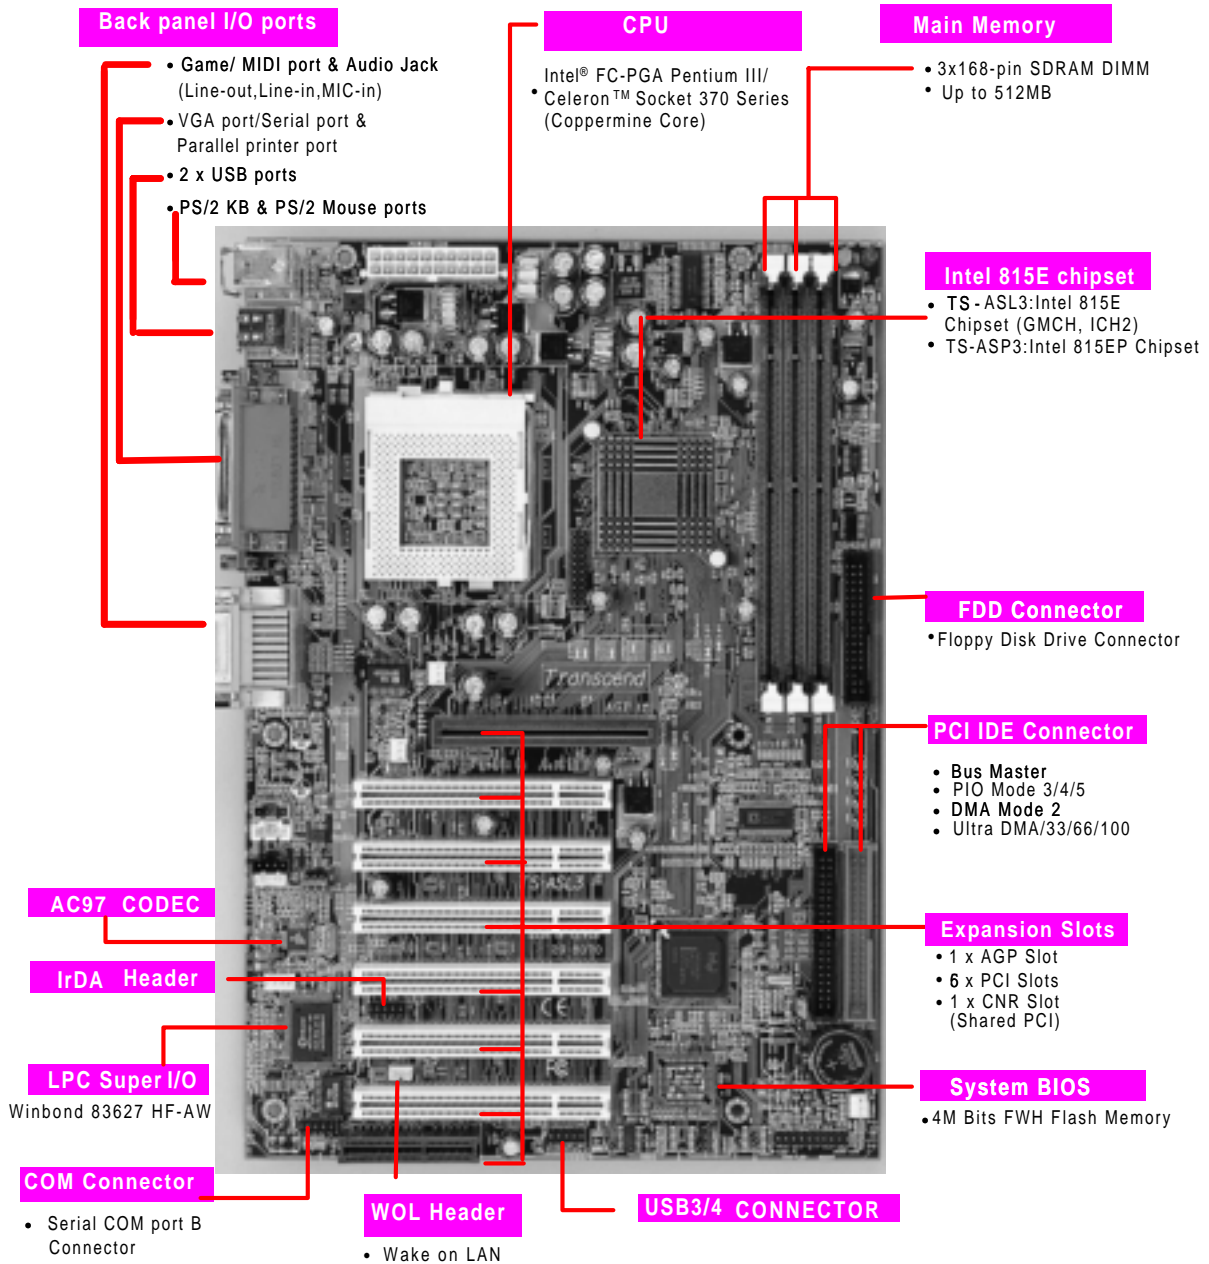 Back panel I/O ports
CPU
Main Memory
• Game/ MIDI port & Audio Jack
(Line-out,Line-in,MIC-in)
• VGA port/Serial port &
Parallel printer port
• 2 x USB ports
• PS/2 KB & PS/2 Mouse ports
Intel® FC-PGA Pentium III/
• Celeron™ Socket 370 Series
(Coppermine Core)
• 3x168-pin SDRAM DIMM
• Up to 512MB
Intel 815E chipset
• TS-ASL3:Intel 815E
Chipset (GMCH, ICH2)
• TS-ASP3:Intel 815EP Chipset
FDD Connector
• Floppy Disk Drive Connector
Transcend
PCI IDE Connector
• Bus Master
• PIO Mode 3/4/5
• DMA Mode 2
• Ultra DMA/33/66/100
AC97 CODEC
Expansion Slots
• 1 x AGP Slot
• 6 x PCI Slots
• 1 x CNR Slot
(Shared PCI)
IrDA Header
CE
LPC Super I/O
Winbond 83627 HF-AW
System BIOS
• 4M Bits FWH Flash Memory
COM Connector
• Serial COM port B
Connector
WOL Header
• Wake on LAN
USB3/4 CONNECTOR